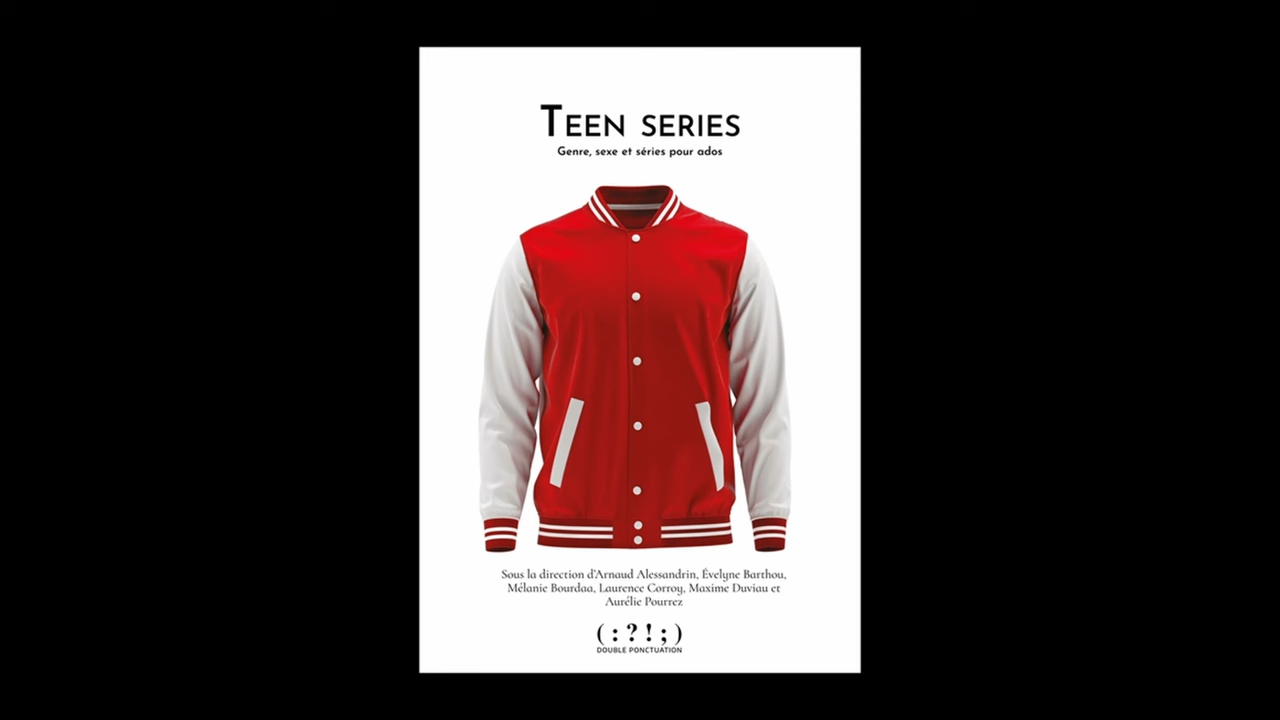 Teen series
Genre, sexe et séries pour ados
Sous la direction d'Arnaud Alessandrin, Évelyne Barthou,
Mélanie Bourdaa, Laurence Corroy, Maxime Duviau et
Aurélie Pourrez
( : ? ! ; )
DOUBLE PONCTUATION